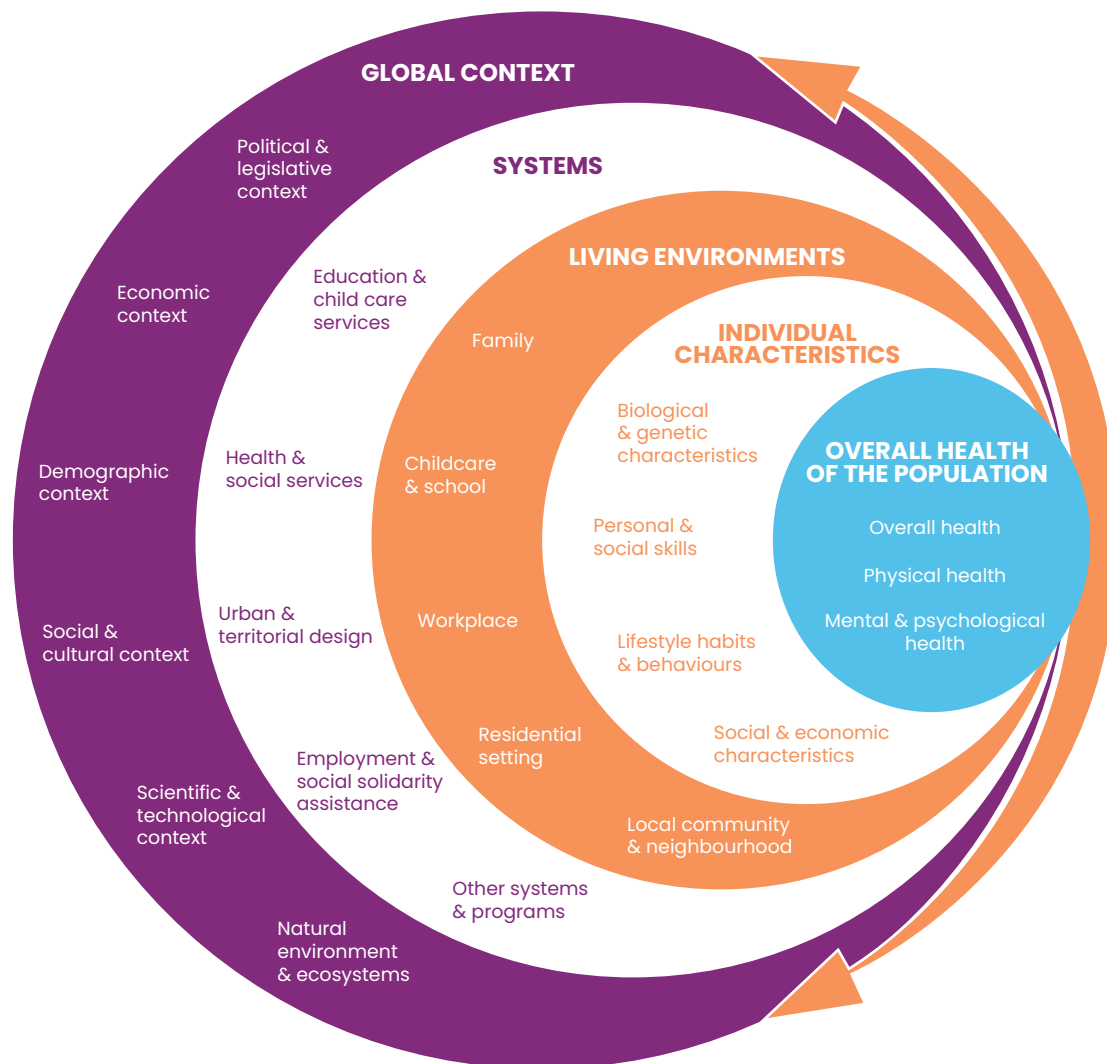 GLOBAL CONTEXT
Political &
legislative
context
Economic
context
Demographic
context
Social &
cultural context
Scientific &
technological
context
Natural
environment
& ecosystems
SYSTEMS
Education &
child care
services
Health &
social services
Urban &
territorial design
Employment &
social solidarity
assistance
Other systems
& programs
LIVING ENVIRONMENTS
Family
Childcare
& school
Workplace
Residential
setting
Local community
& neighbourhood
INDIVIDUAL
CHARACTERISTICS
Biological
& genetic
characteristics
Personal &
social skills
Lifestyle habits
& behaviours
Social & economic
characteristics
OVERALL HEALTH
OF THE POPULATION
Overall health
Physical health
Mental & psychological
health